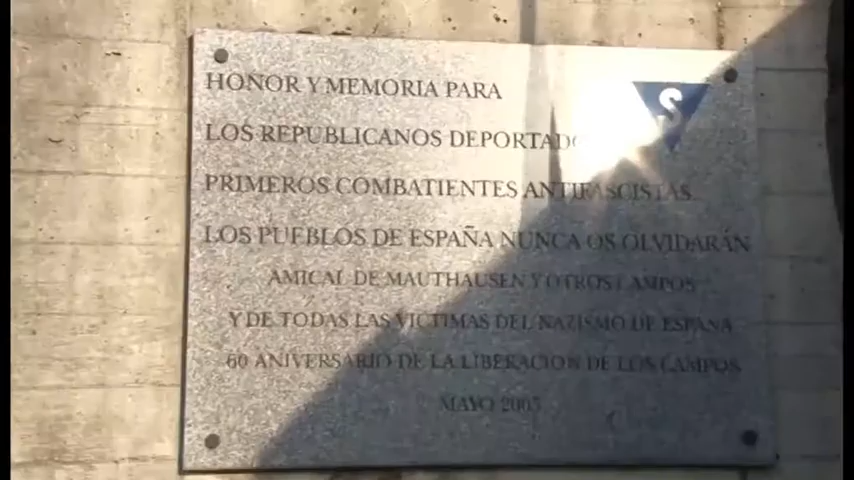 HONOR Y MEMORIA PARA
S
LOS REPUBLICANOS DEPORTADO
PRIMEROS COMBATIENTES ANTIFASCISTAS
LOS PUEBLOS DE ESPAÑA NUNCA OS OLVIDARÁN
AMICAL DE MAUTHAUSEN Y OTROS CAMPOS
Y DE TODAS LAS VICTIMAS DEL NAZISMO DE ESPAÑA
60 ANIVERSARIO DE LA LIBERACION DE LOS CAMPOS
MAYO 2005